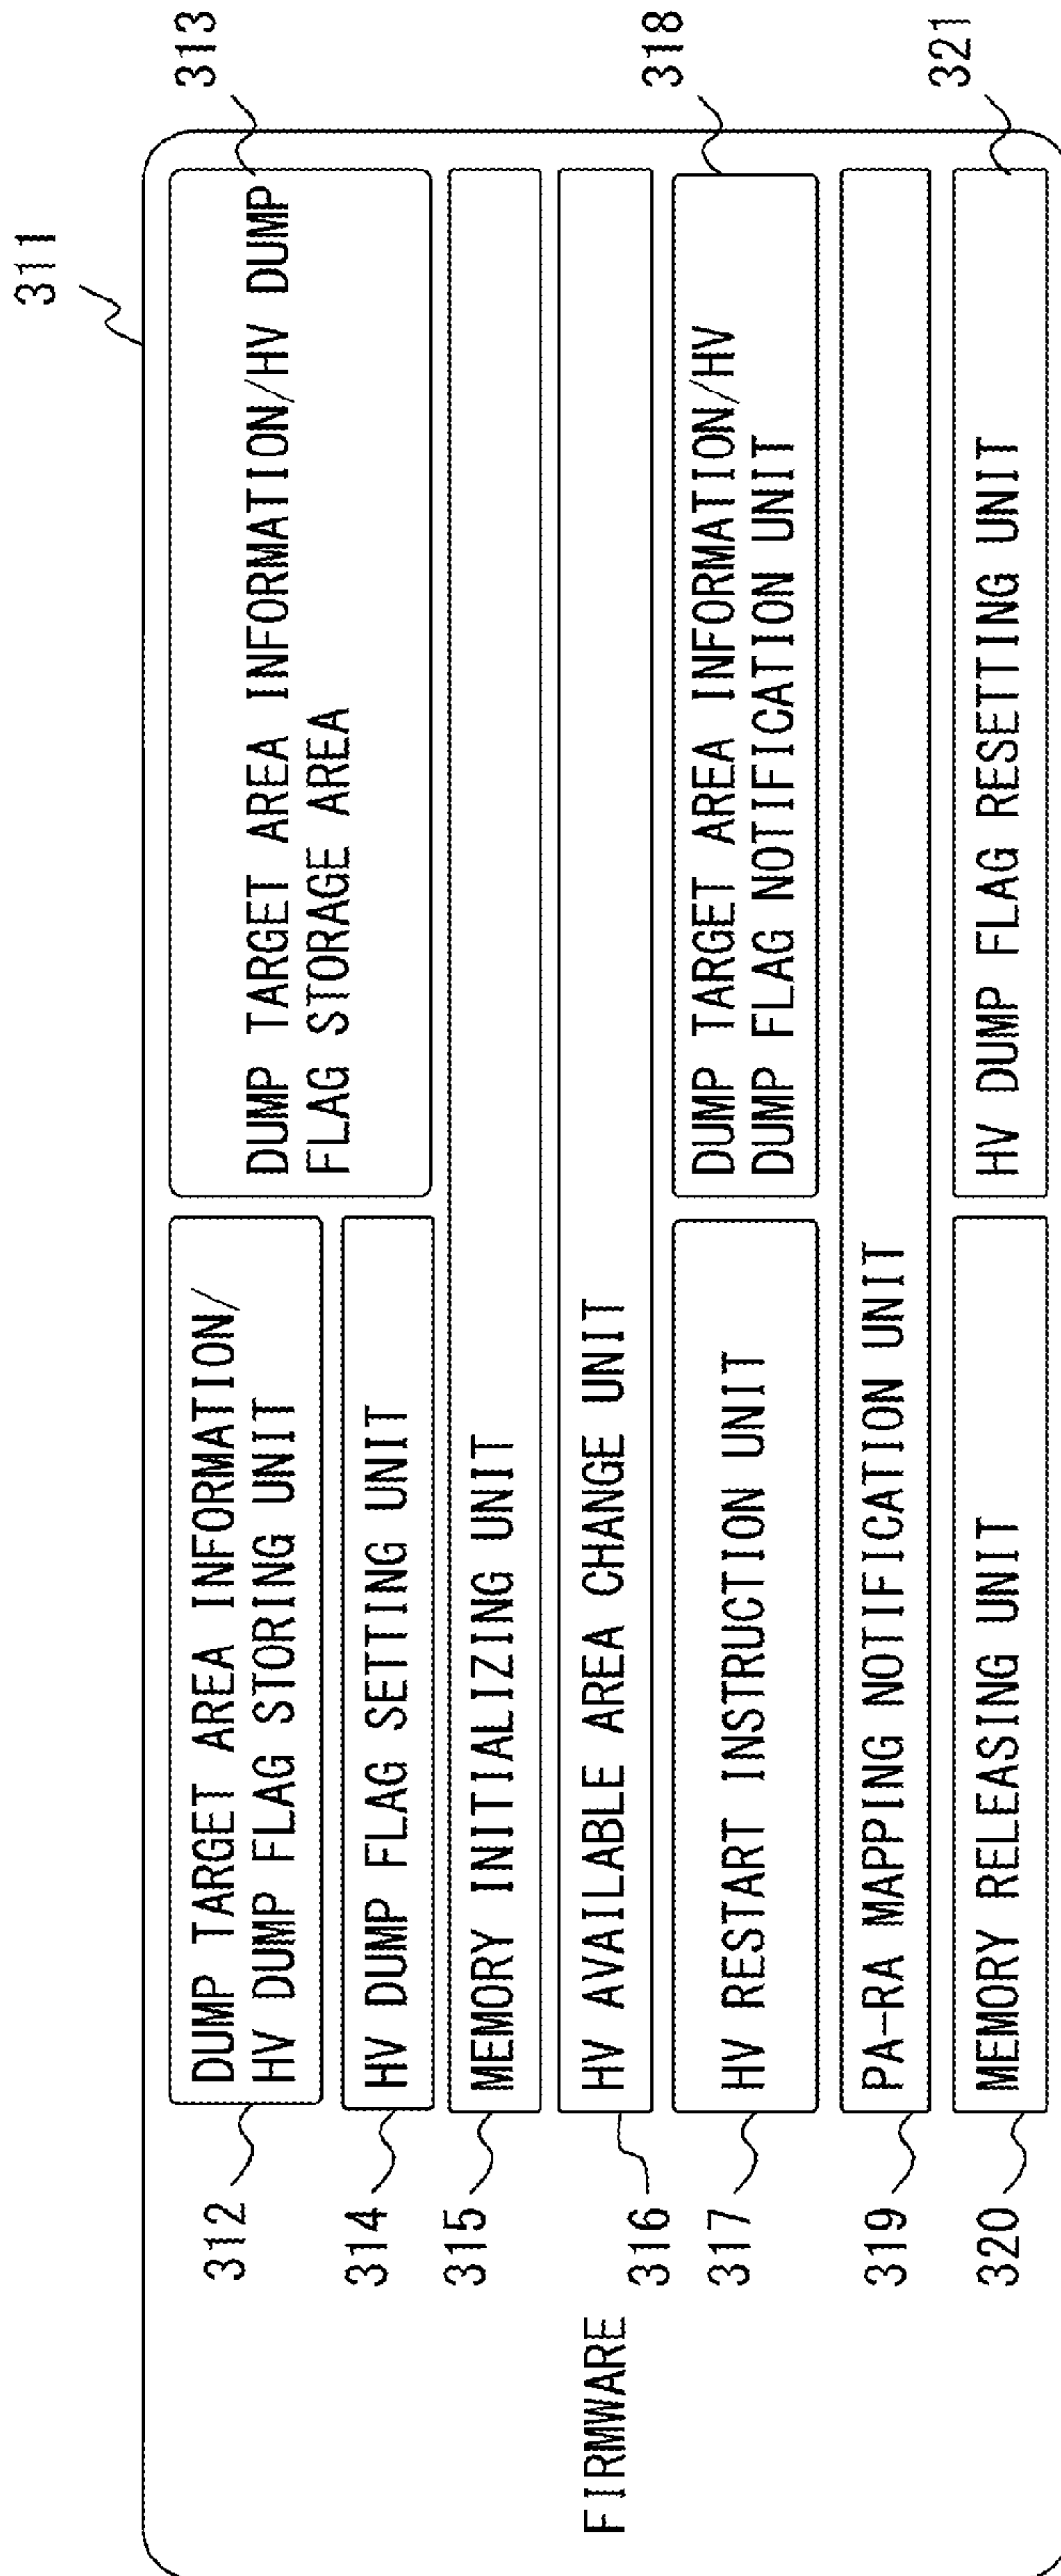 311
FIRMWARE
312
DUMP TARGET AREA INFORMATION/
HV DUMP FLAG STORING UNIT
DUMP TARGET AREA INFORMATION/HV DUMP
FLAG STORAGE AREA
313
314
HV DUMP FLAG SETTING UNIT
315
MEMORY INITIALIZING UNIT
316
HV AVAILABLE AREA CHANGE UNIT
317
HV RESTART INSTRUCTION UNIT
DUMP TARGET AREA INFORMATION/HV
DUMP FLAG NOTIFICATION UNIT
318
319
PA-RA MAPPING NOTIFICATION UNIT
320
MEMORY RELEASING UNIT
HV DUMP FLAG RESETTING UNIT
321